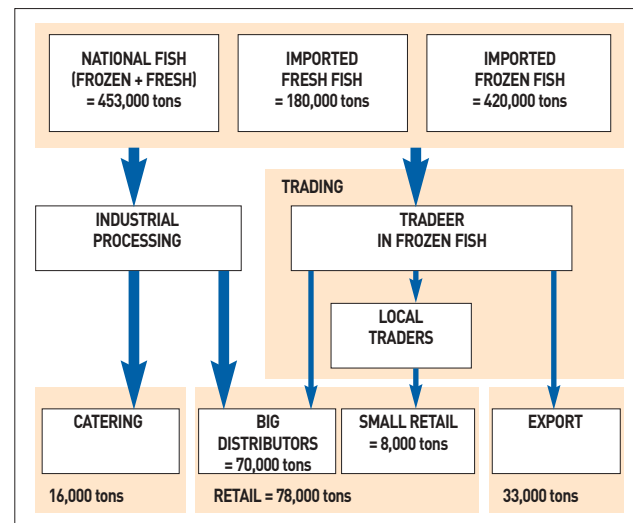 NATIONAL FISH
(FROZEN + FRESH)
= 453,000 tons
IMPORTED
FRESH FISH
= 180,000 tons
IMPORTED
FROZEN FISH
= 420,000 tons
TRADING
INDUSTRIAL
PROCESSING
TRADEER
IN FROZEN FISH
LOCAL
TRADERS
CATERING
BIG
DISTRIBUTORS
= 70,000 tons
SMALL RETAIL
= 8,000 tons
EXPORT
16,000 tons
RETAIL = 78,000 tons
33,000 tons